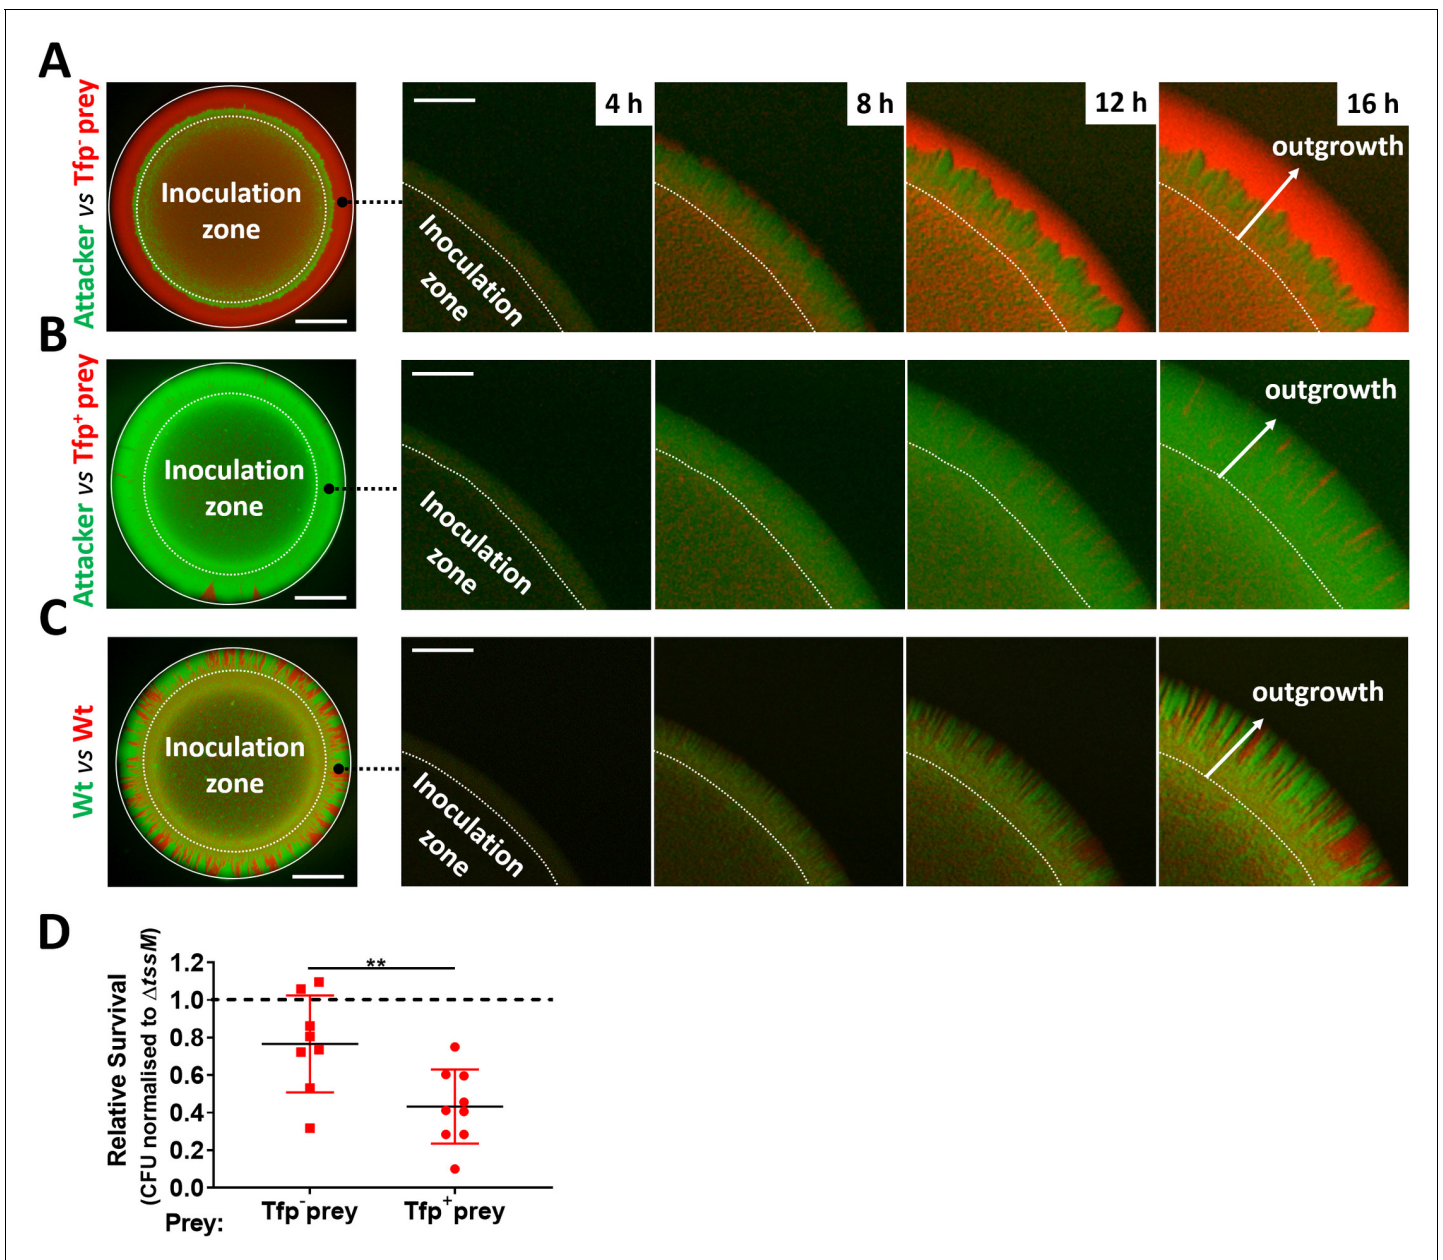 A
Attacker vs Tfp⁻ prey
Inoculation
zone
Inoculation
zone
4 h
8 h
12 h
16 h
outgrowth
B
Attacker vs Tfp⁺ prey
Inoculation
zone
Inoculation
zone
outgrowth
C
Wt vs Wt
Inoculation
zone
Inoculation
zone
outgrowth
D
Relative Survival
(CFU normalised to ΔtssM)
1.2
1.0
0.8
0.6
0.4
0.2
0.0
**
Prey:
Tfp⁻prey
Tfp⁺prey